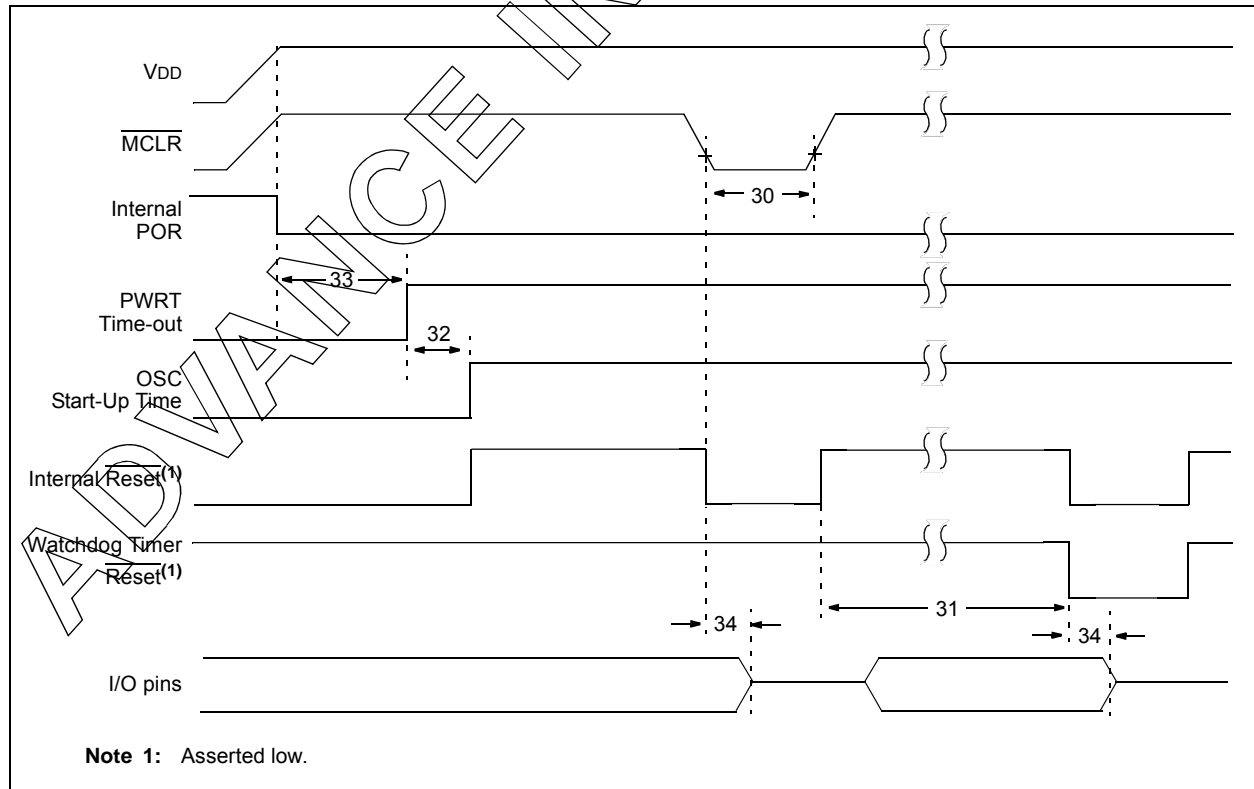 VDD
MCLR
30
Internal
POR
33
PWRT
Time-out
32
OSC
Start-Up Time
Internal Reset(1)
Watchdog Timer
Reset(1)
31
34
34
I/O pins
Note 1: Asserted low.
ADVANCE